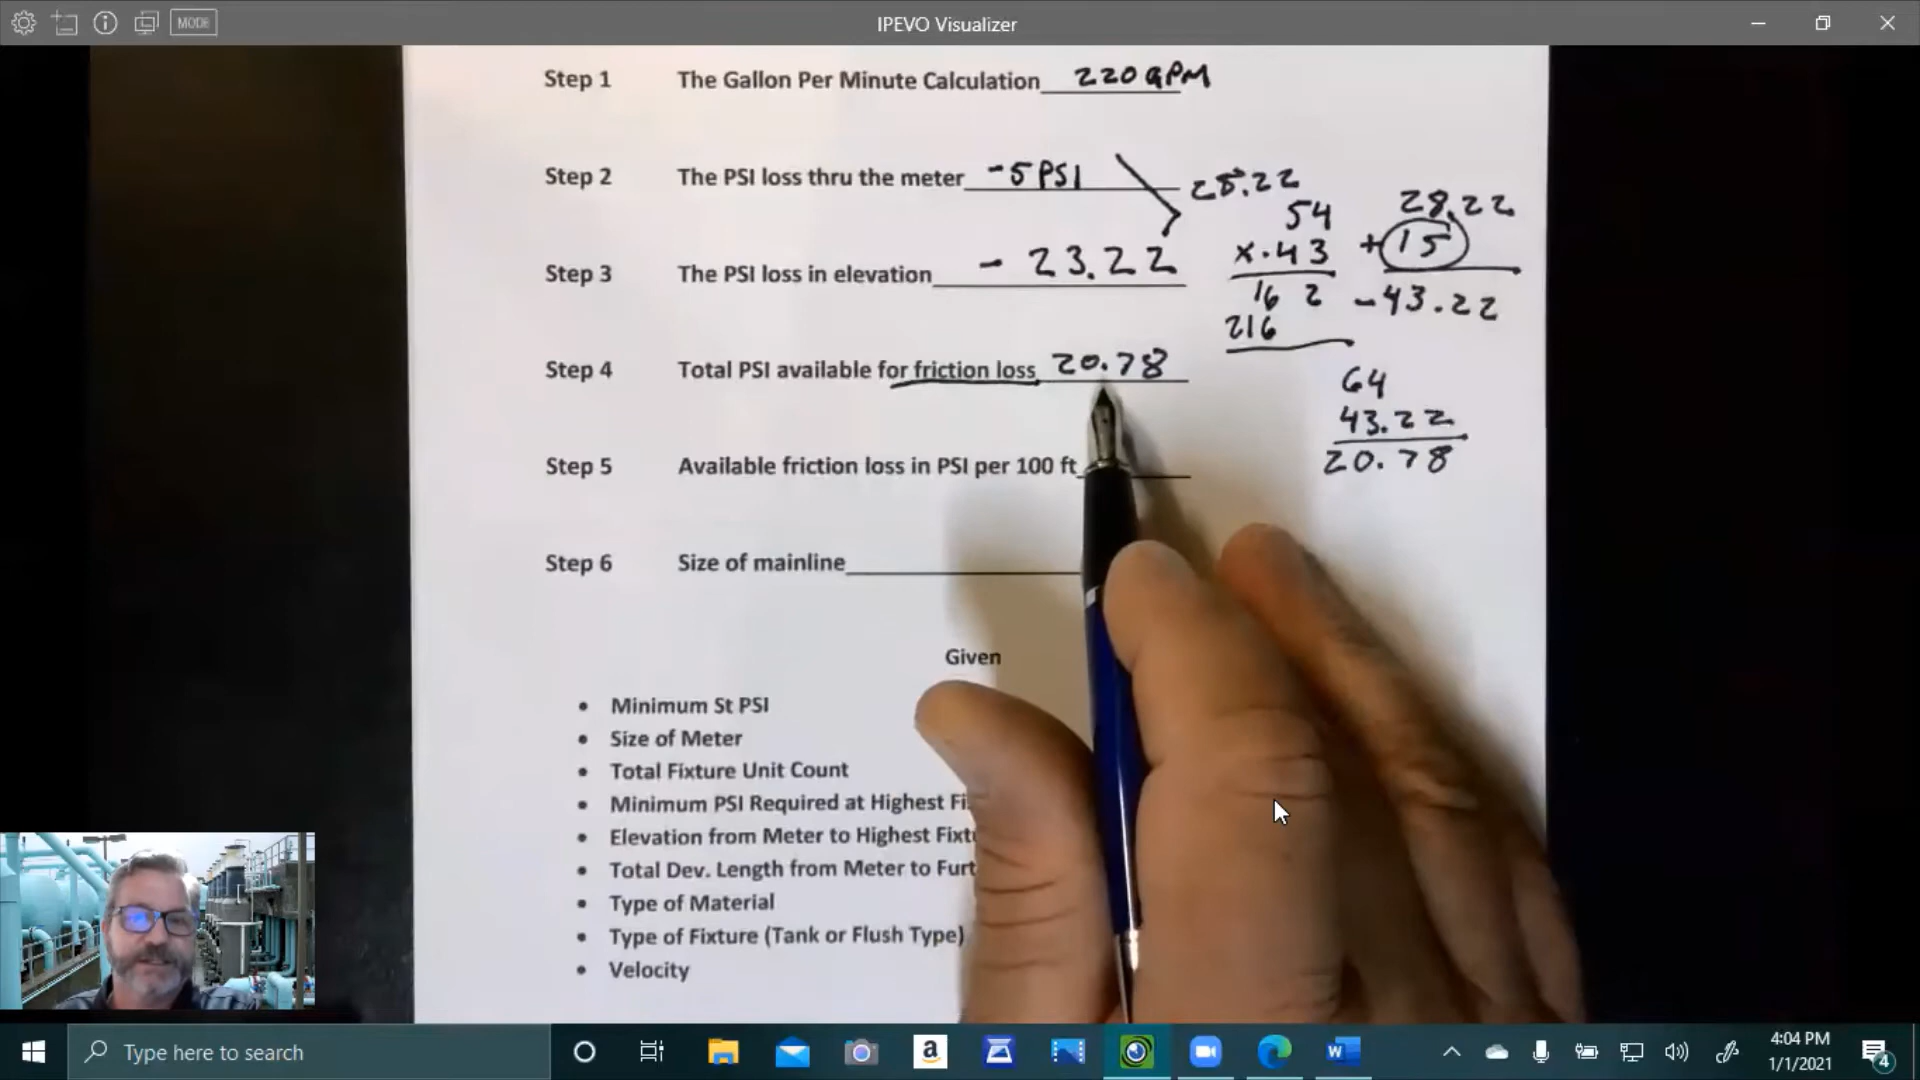 MODE
IPEVO Visualizer
Step 1 The Gallon Per Minute Calculation 220 GPM
Step 2 The PSI loss thru the meter -5 PSI
28.22
54
x.43
16 2
216
28.22
+ 15
-43.22
Step 3 The PSI loss in elevation - 23.22
Step 4 Total PSI available for friction loss 20.78
64
43.22
20.78
Step 5 Available friction loss in PSI per 100 ft
Step 6 Size of mainline
Given
• Minimum St PSI
• Size of Meter
• Total Fixture Unit Count
• Minimum PSI Required at Highest
• Elevation from Meter to Highest
• Total Dev. Length from Meter to
• Type of Material
• Type of Fixture (Tank or Flush Type)
• Velocity
Type here to search
4:04 PM
1/1/2021
4